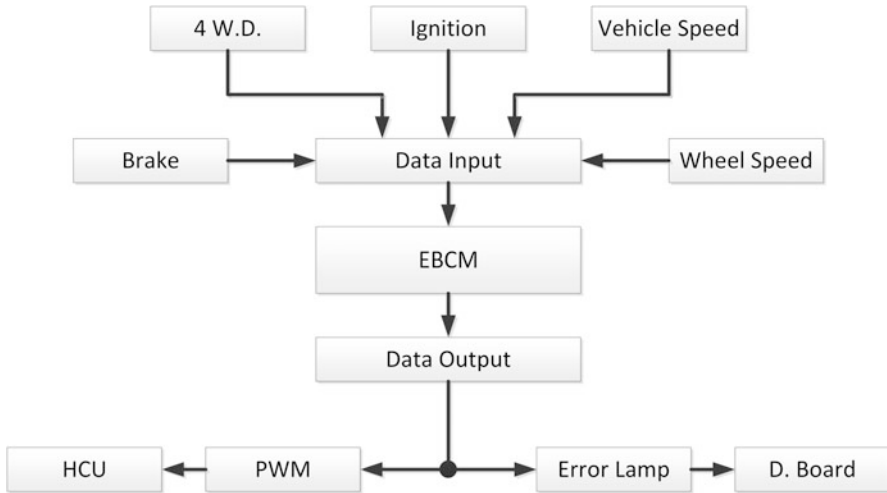 4 W.D.
Ignition
Vehicle Speed
Brake
Data Input
Wheel Speed
EBCM
Data Output
HCU
PWM
Error Lamp
D. Board